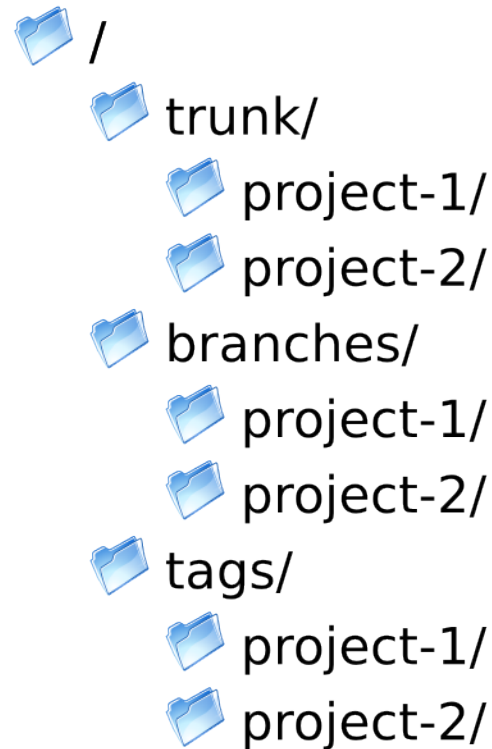 /
trunk/
project-1/
project-2/
branches/
project-1/
project-2/
tags/
project-1/
project-2/